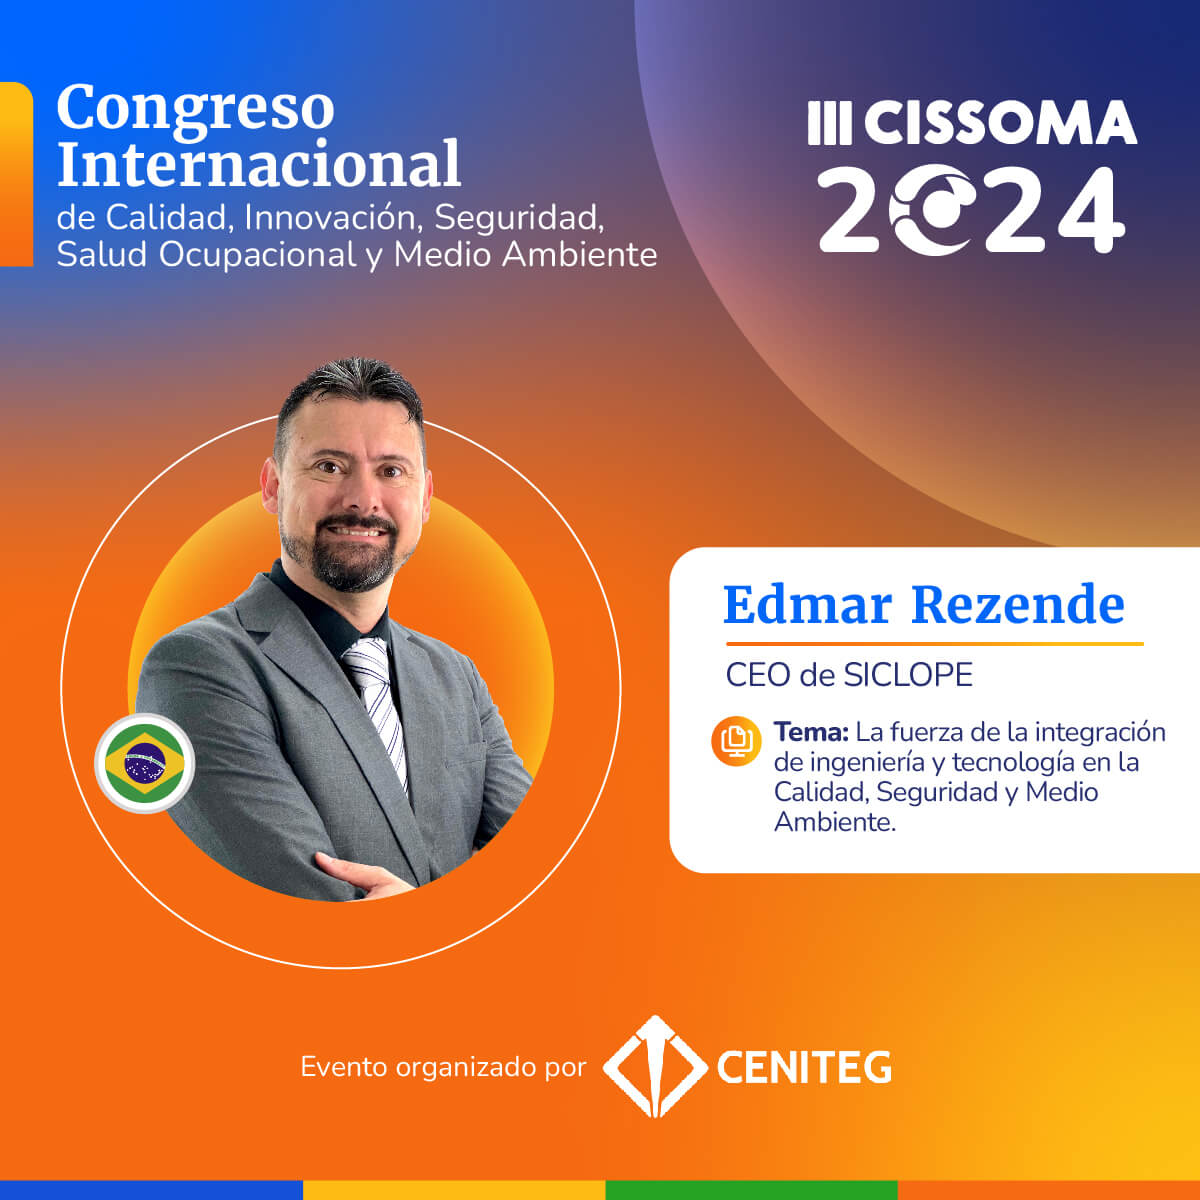 Congreso
Internacional
de Calidad, Innovación, Seguridad,
Salud Ocupacional y Medio Ambiente
III CISSOMA
2024
Edmar Rezende
CEO de SICLOPE
Tema: La fuerza de la integración
de ingeniería y tecnología en la
Calidad, Seguridad y Medio
Ambiente.
Evento organizado por
CENITEG